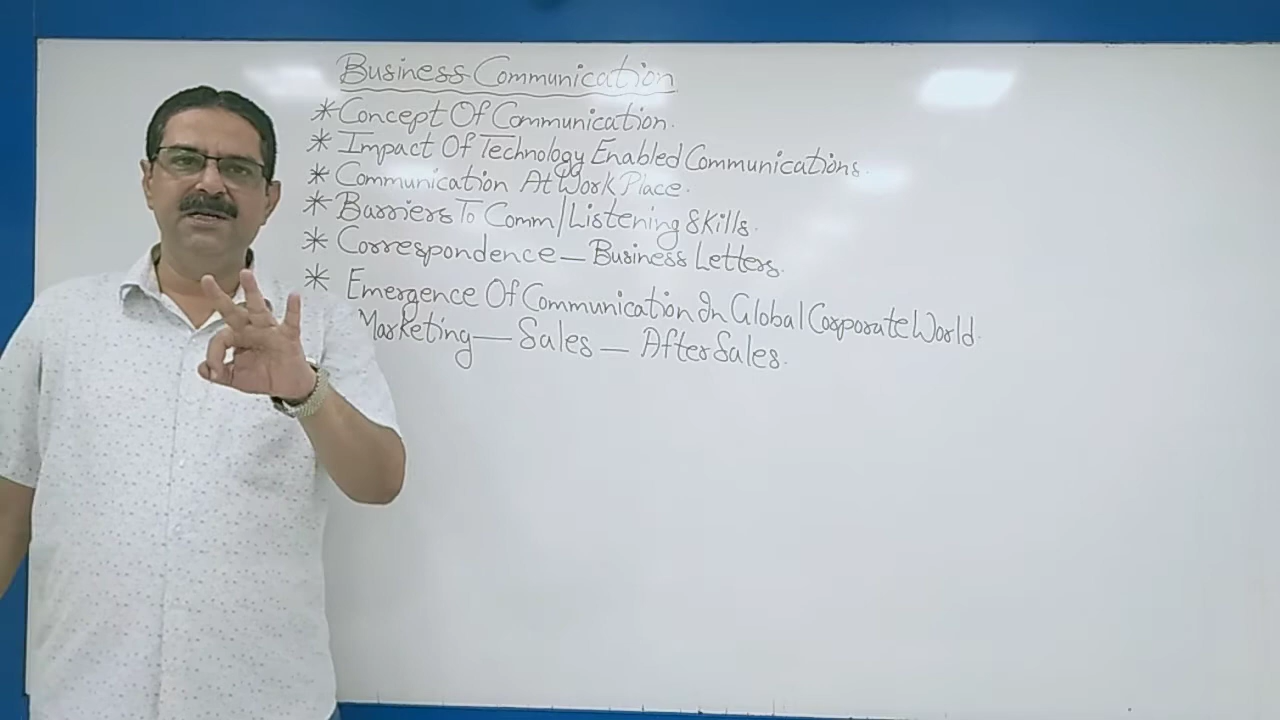 Business Communication
* Concept Of Communication.
* Impact Of Technology Enabled Communications.
* Communication At Work Place.
* Barriers To Comm/Listening Skills.
* Correspondence — Business Letters.
* Emergence Of Communication In Global Corporate World.
Marketing — Sales — After Sales.